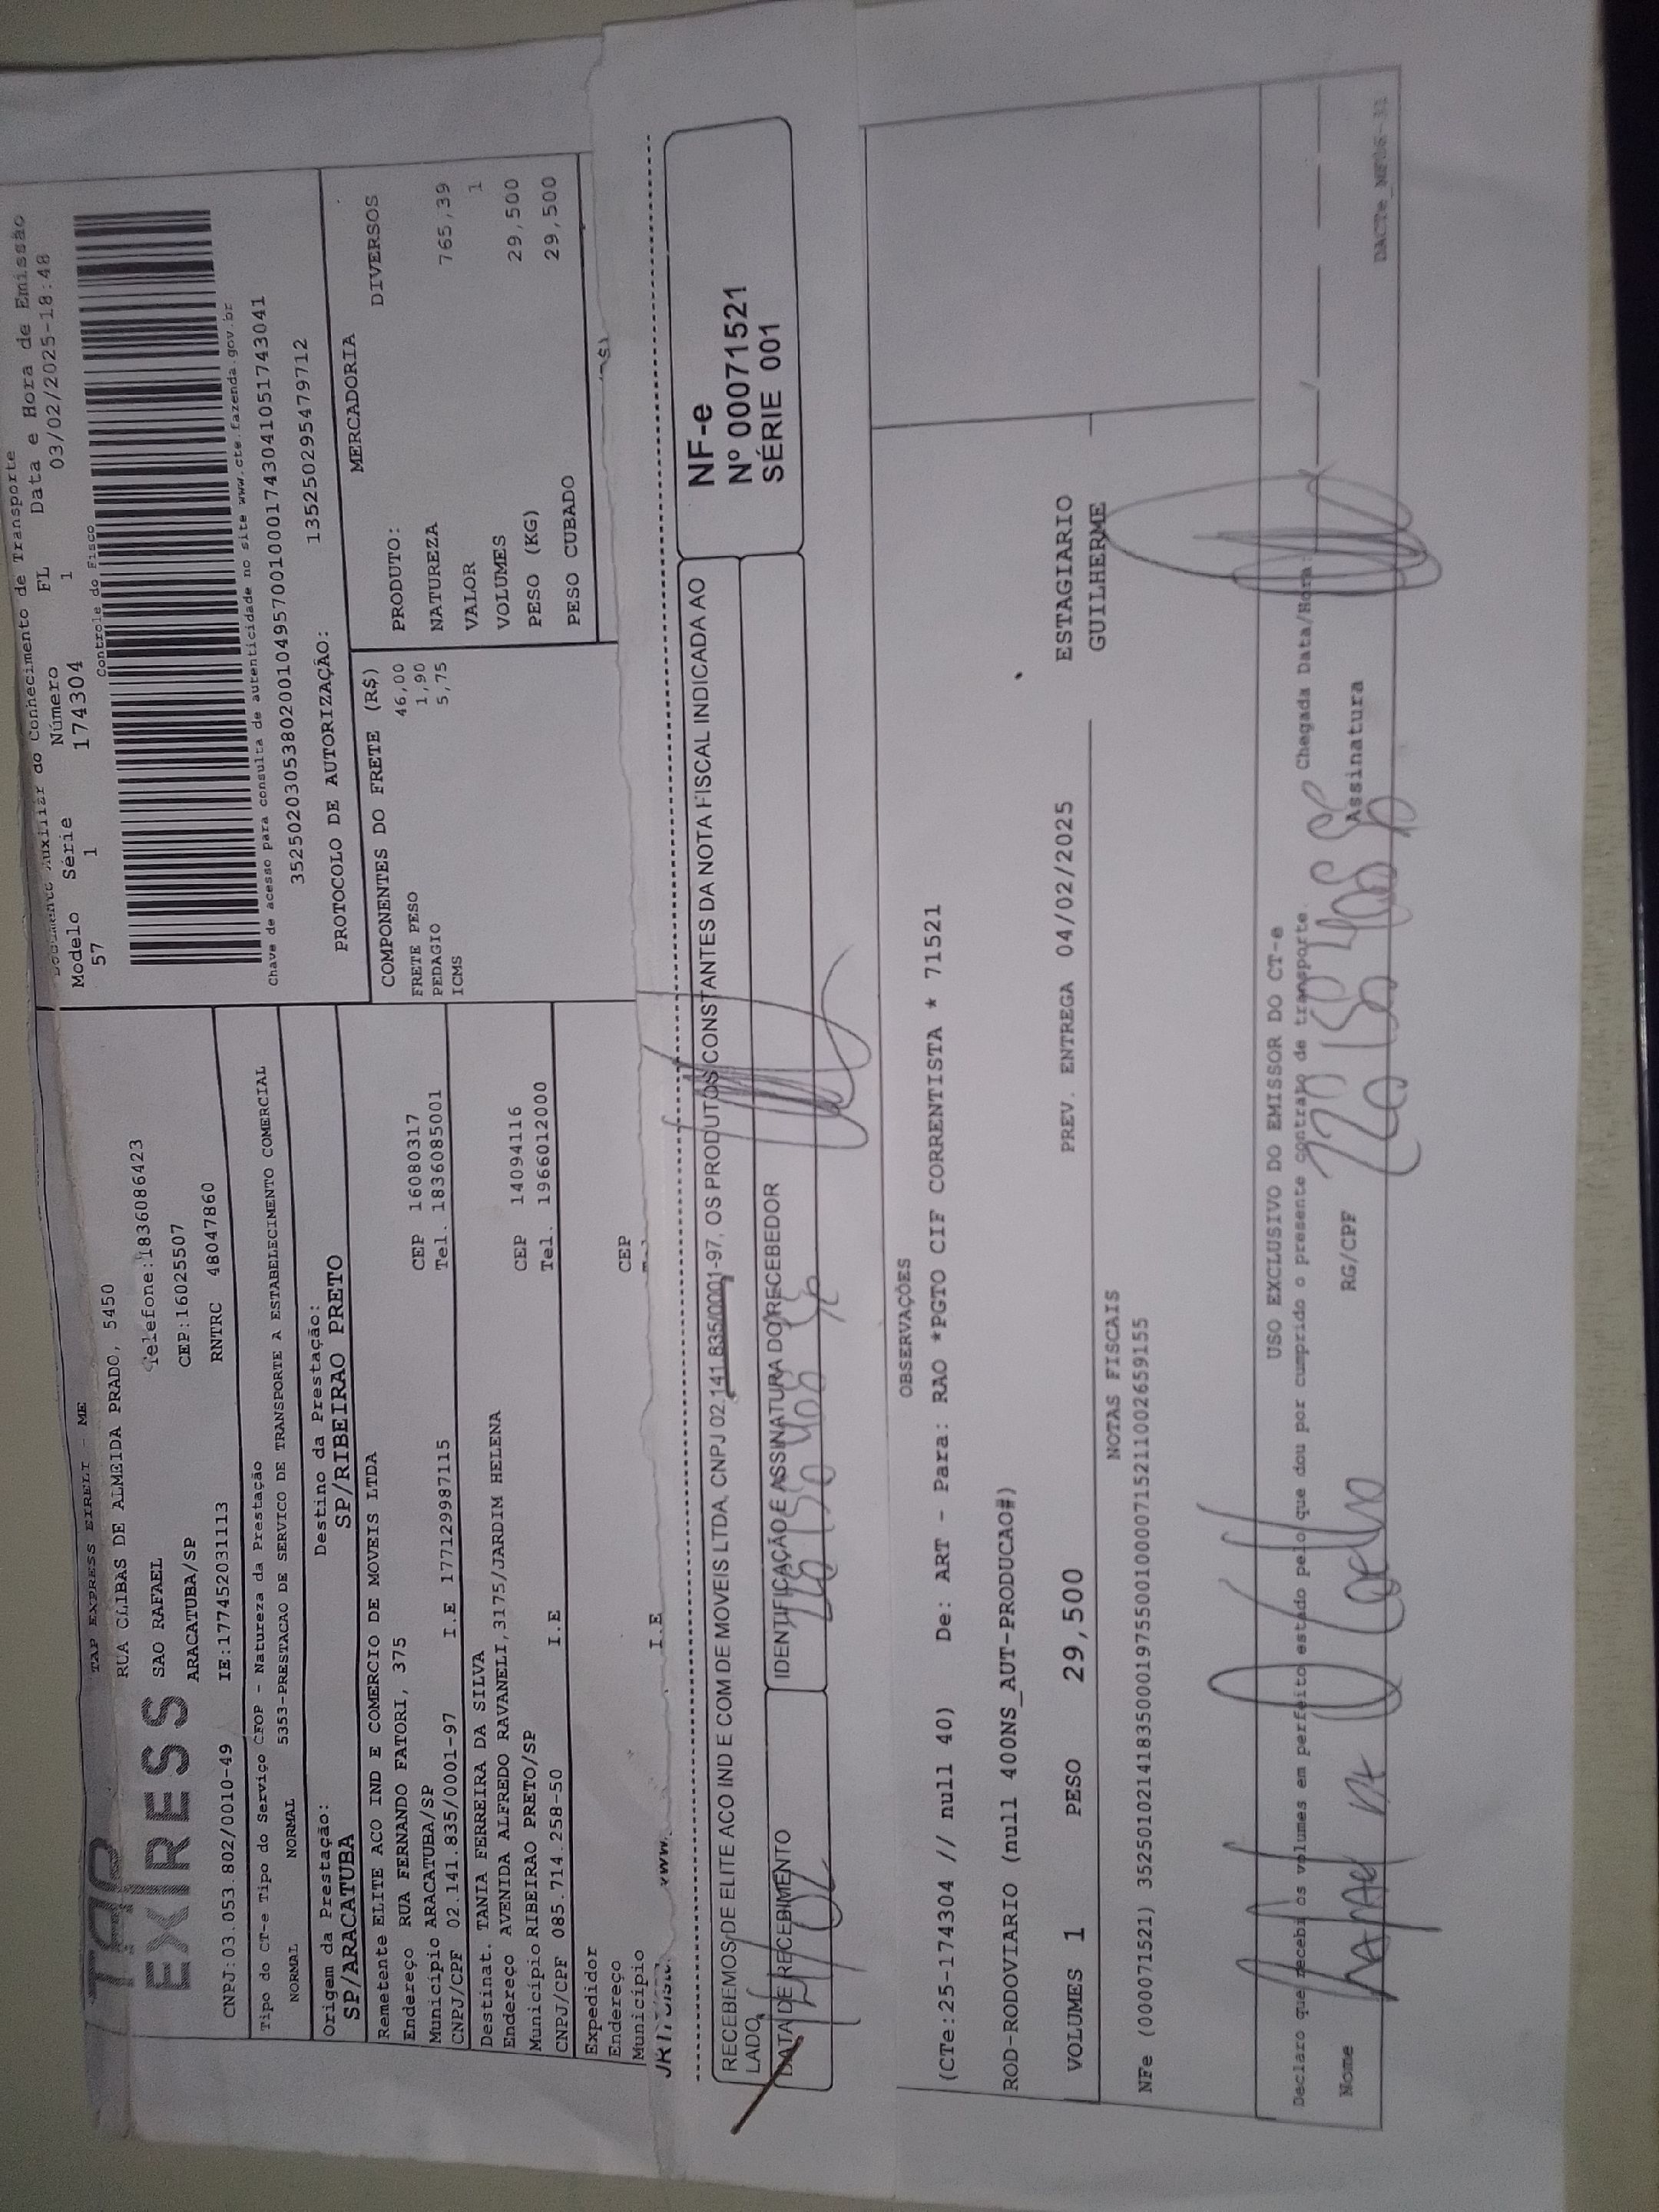 TAP
EXPRESS
TAP EXPRESS EIRELI - ME
RUA CLIBAS DE ALMEIDA PRADO, 5450
SAO RAFAEL Telefone:1836086423
ARACATUBA/SP CEP:16025507
CNPJ:03.053.802/0010-49 IE:177452031113 RNTRC 48047860
Tipo do CT-e Tipo do Serviço CFOP - Natureza da Prestação
NORMAL NORMAL 5353-PRESTACAO DE SERVICO DE TRANSPORTE A ESTABELECIMENTO COMERCIAL
Origem da Prestação: Destino da Prestação:
SP/ARACATUBA SP/RIBEIRAO PRETO
Remetente ELITE ACO IND E COMERCIO DE MOVEIS LTDA
Endereço RUA FERNANDO FATORI, 375
Município ARACATUBA/SP CEP 16080317
CNPJ/CPF 02.141.835/0001-97 I.E 177129987115 Tel. 1836085001
Destinat. TANIA FERREIRA DA SILVA
Endereço AVENIDA ALFREDO RAVANELI,3175/JARDIM HELENA
Município RIBEIRAO PRETO/SP CEP 14094116
CNPJ/CPF 085.714.258-50 I.E Tel. 1966012000
Expedidor
Endereço
Município CEP
I.E
Documento Auxiliar do Conhecimento de Transporte
Modelo Série Número FL Data e Hora de Emissão
57 1 174304 1 03/02/2025-18:48
Controle do Fisco
Chave de acesso para consulta de autenticidade no site www.cte.fazenda.gov.br
35250203053802001049570010001743041051743041
PROTOCOLO DE AUTORIZAÇÃO: 135250295479712
COMPONENTES DO FRETE (R$)
FRETE PESO 46,00
PEDAGIO 1,90
ICMS 5,75
MERCADORIA
PRODUTO: DIVERSOS
NATUREZA
VALOR 765,39
VOLUMES 1
PESO (KG) 29,500
PESO CUBADO 29,500
www.
RECEBEMOS DE ELITE ACO IND E COM DE MOVEIS LTDA, CNPJ 02.141.835/0001-97, OS PRODUTOS CONSTANTES DA NOTA FISCAL INDICADA AO
LADO
DATA DE RECEBIMENTO IDENTIFICAÇÃO E ASSINATURA DO RECEBEDOR
NF-e
Nº 000071521
SÉRIE 001
OBSERVAÇÕES
(CTe:25-174304 // null 40) De: ART - Para: RAO *PGTO CIF CORRENTISTA * 71521
ROD-RODOVIARIO (null 400NS_AUT-PRODUCAO#)
VOLUMES 1 PESO 29,500 PREV. ENTREGA 04/02/2025 ESTAGIARIO
GUILHERME
NOTAS FISCAIS
NFe (000071521) 35250102141835000197550010000715211002659155
USO EXCLUSIVO DO EMISSOR DO CT-e
Declaro que recebi os volumes em perfeito estado pelo que dou por cumprido o presente contrato de transporte. Chegada Data/Hora:
Nome RG/CPF Assinatura